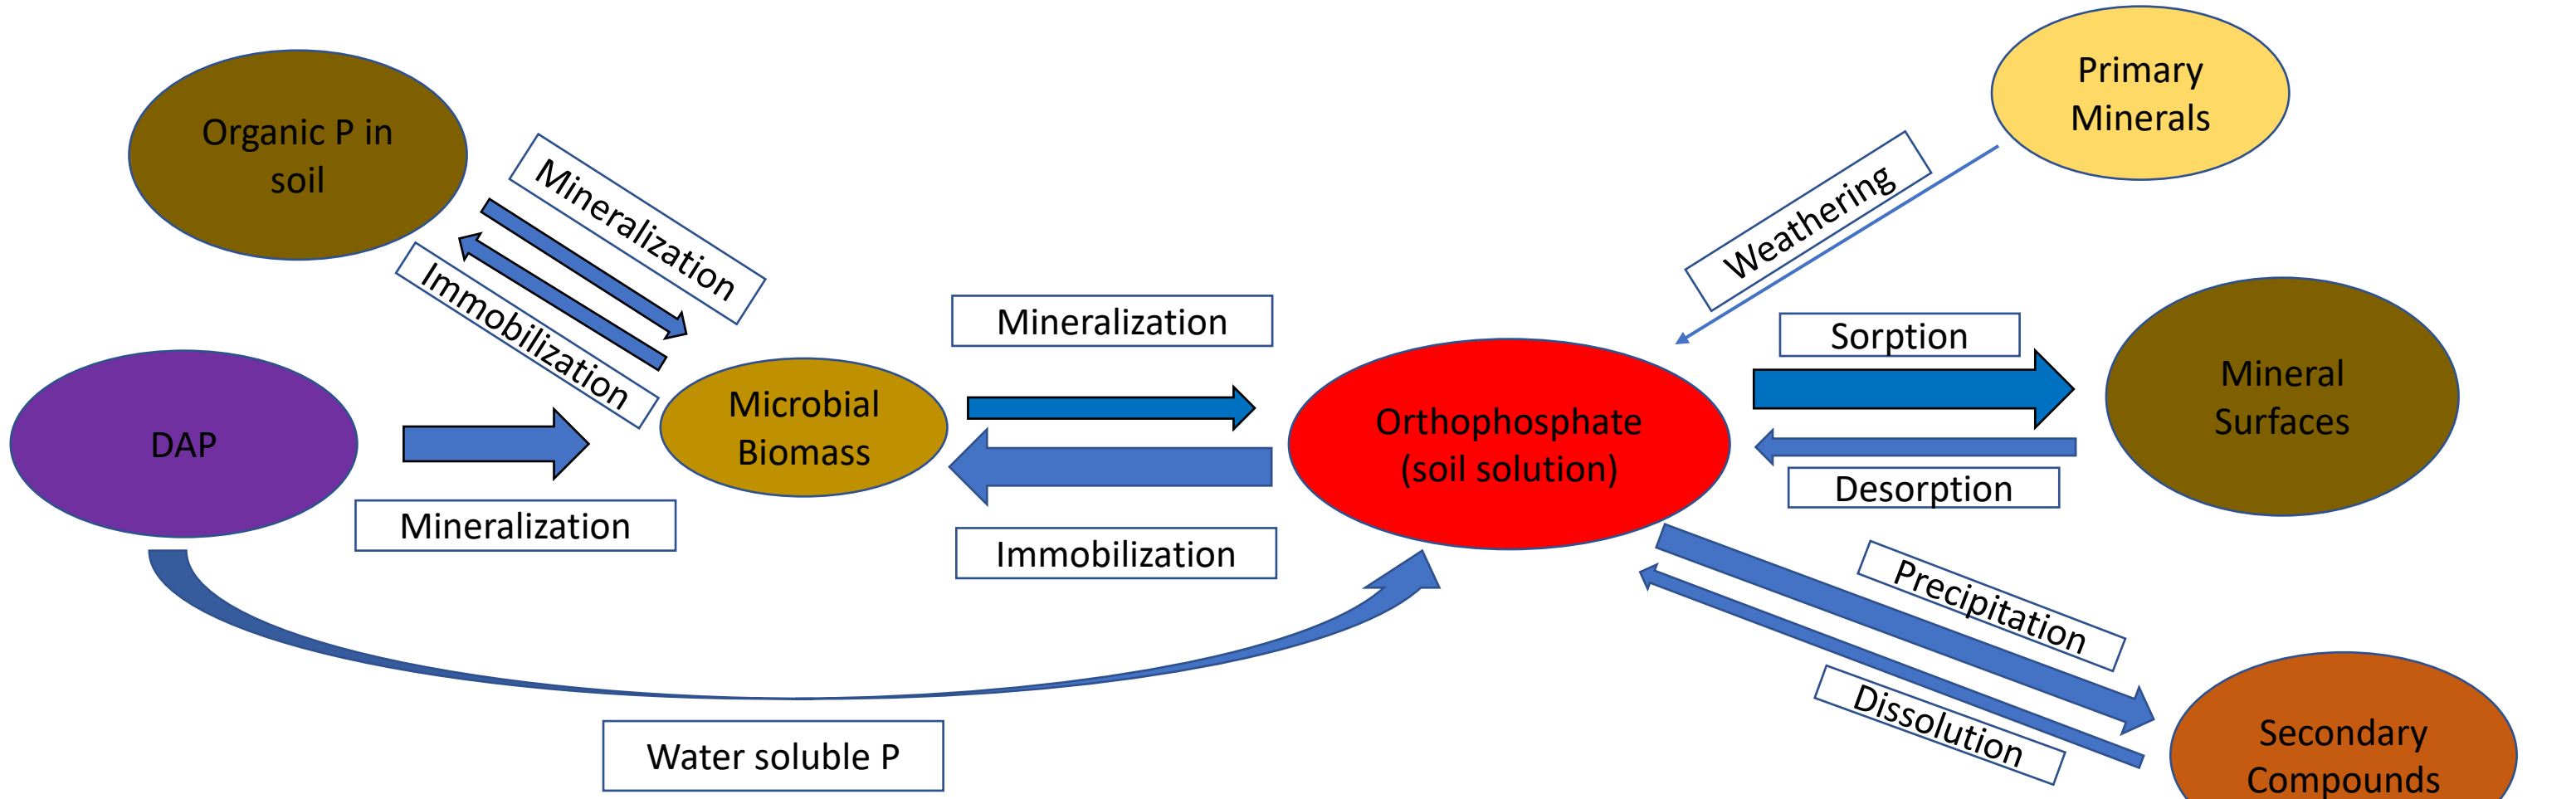 Organic P in
soil
Mineralization
Immobilization
DAP
Mineralization
Microbial
Biomass
Mineralization
Immobilization
Water soluble P
Orthophosphate
(soil solution)
Primary
Minerals
Weathering
Sorption
Desorption
Mineral
Surfaces
Precipitation
Dissolution
Secondary
Compounds